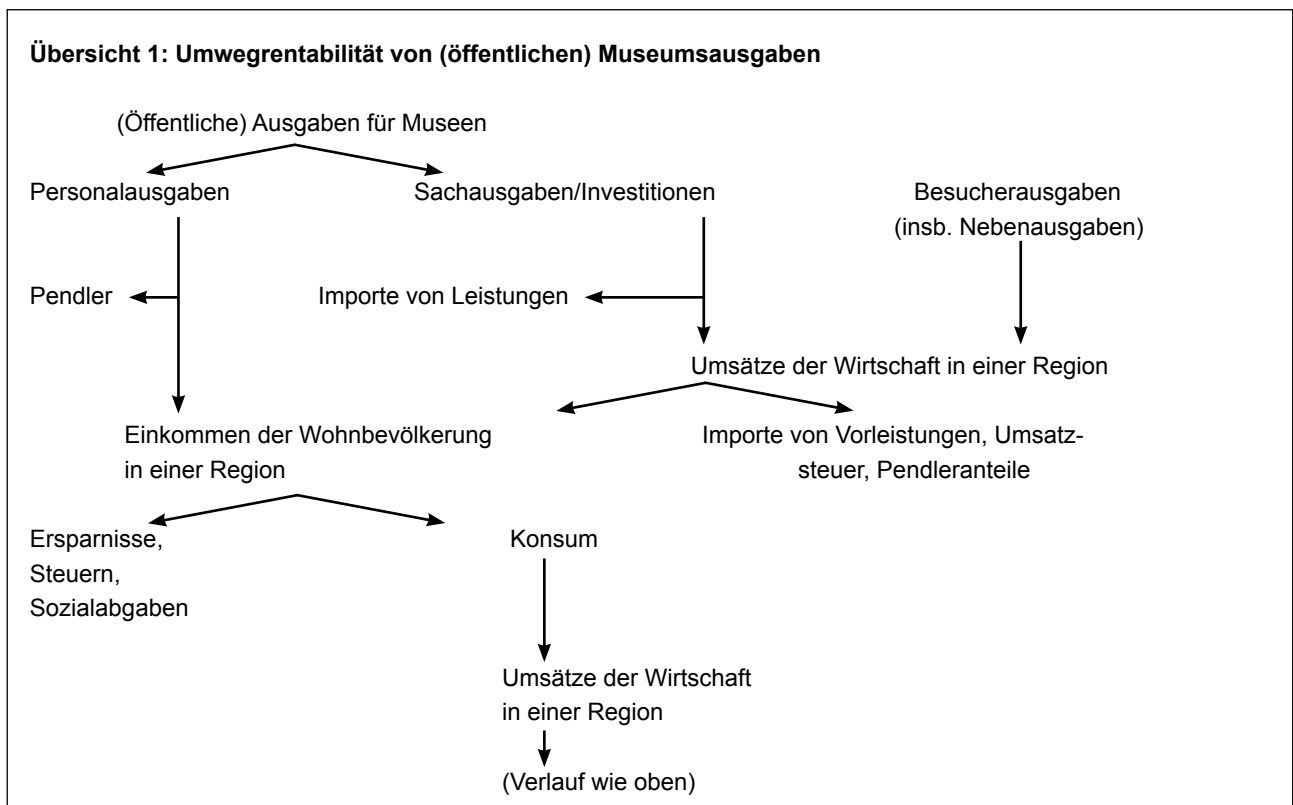 Übersicht 1: Umwegrentabilität von (öffentlichen) Museumsausgaben
(Öffentliche) Ausgaben für Museen
Personalausgaben
Sachausgaben/Investitionen
Besucherausgaben
(insb. Nebenausgaben)
Pendler
Importe von Leistungen
Umsätze der Wirtschaft in einer Region
Einkommen der Wohnbevölkerung
in einer Region
Importe von Vorleistungen, Umsatz-
steuer, Pendleranteile
Ersparnisse,
Steuern,
Sozialabgaben
Konsum
Umsätze der Wirtschaft
in einer Region
(Verlauf wie oben)